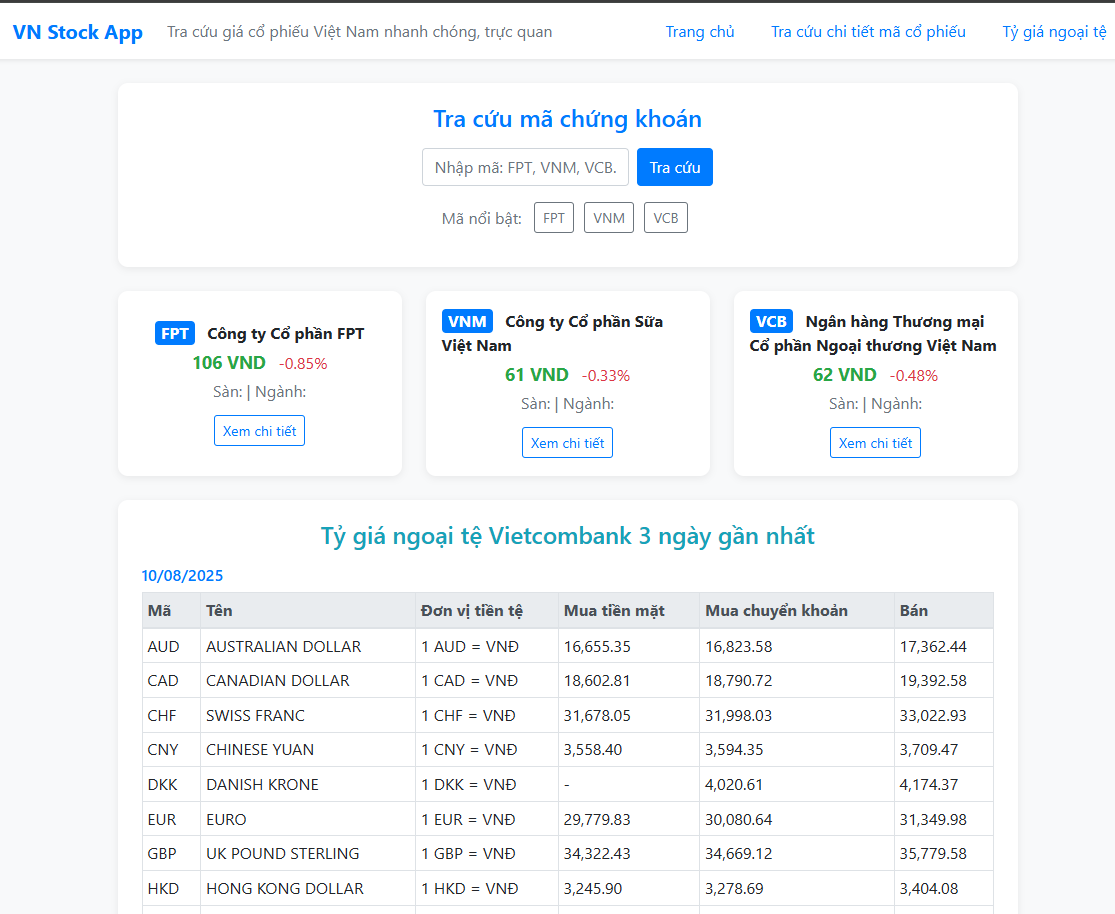 VN Stock App Tra cứu giá cổ phiếu Việt Nam nhanh chóng, trực quan Trang chủ Tra cứu chi tiết mã cổ phiếu Tỷ giá ngoại tệ
Tra cứu mã chứng khoán
Nhập mã: FPT, VNM, VCB. Tra cứu
Mã nổi bật: FPT VNM VCB
FPT Công ty Cổ phần FPT
106 VND -0.85%
Sàn: | Ngành:
Xem chi tiết
VNM Công ty Cổ phần Sữa
Việt Nam
61 VND -0.33%
Sàn: | Ngành:
Xem chi tiết
VCB Ngân hàng Thương mại
Cổ phần Ngoại thương Việt Nam
62 VND -0.48%
Sàn: | Ngành:
Xem chi tiết
Tỷ giá ngoại tệ Vietcombank 3 ngày gần nhất
10/08/2025
Mã Tên Đơn vị tiền tệ Mua tiền mặt Mua chuyển khoản Bán
AUD AUSTRALIAN DOLLAR 1 AUD = VNĐ 16,655.35 16,823.58 17,362.44
CAD CANADIAN DOLLAR 1 CAD = VNĐ 18,602.81 18,790.72 19,392.58
CHF SWISS FRANC 1 CHF = VNĐ 31,678.05 31,998.03 33,022.93
CNY CHINESE YUAN 1 CNY = VNĐ 3,558.40 3,594.35 3,709.47
DKK DANISH KRONE 1 DKK = VNĐ - 4,020.61 4,174.37
EUR EURO 1 EUR = VNĐ 29,779.83 30,080.64 31,349.98
GBP UK POUND STERLING 1 GBP = VNĐ 34,322.43 34,669.12 35,779.58
HKD HONG KONG DOLLAR 1 HKD = VNĐ 3,245.90 3,278.69 3,404.08